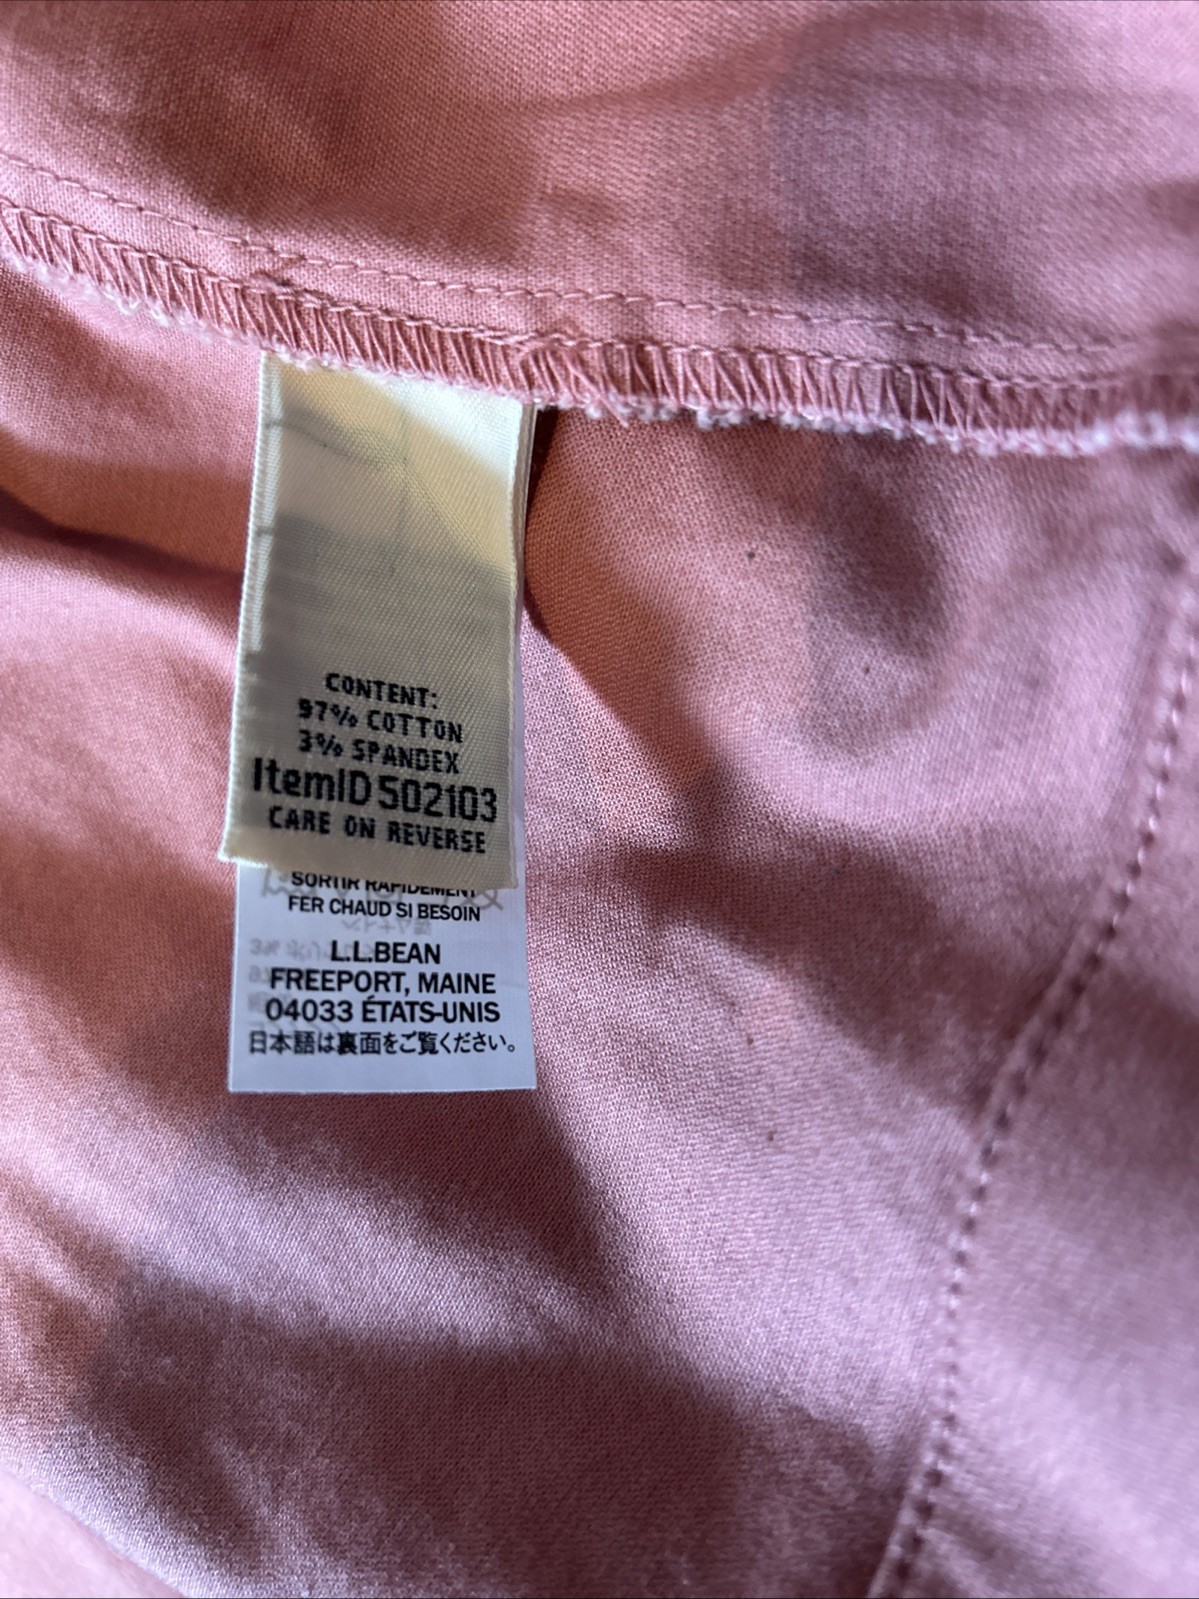 CONTENT:
97% COTTON
3% SPANDEX
ItemID 502103
CARE ON REVERSE
SORTIR RAPIDEMENT
FER CHAUD SI BESOIN
L.L.BEAN
FREEPORT, MAINE
04033 ÉTATS-UNIS
日本語は裏面をご覧ください。